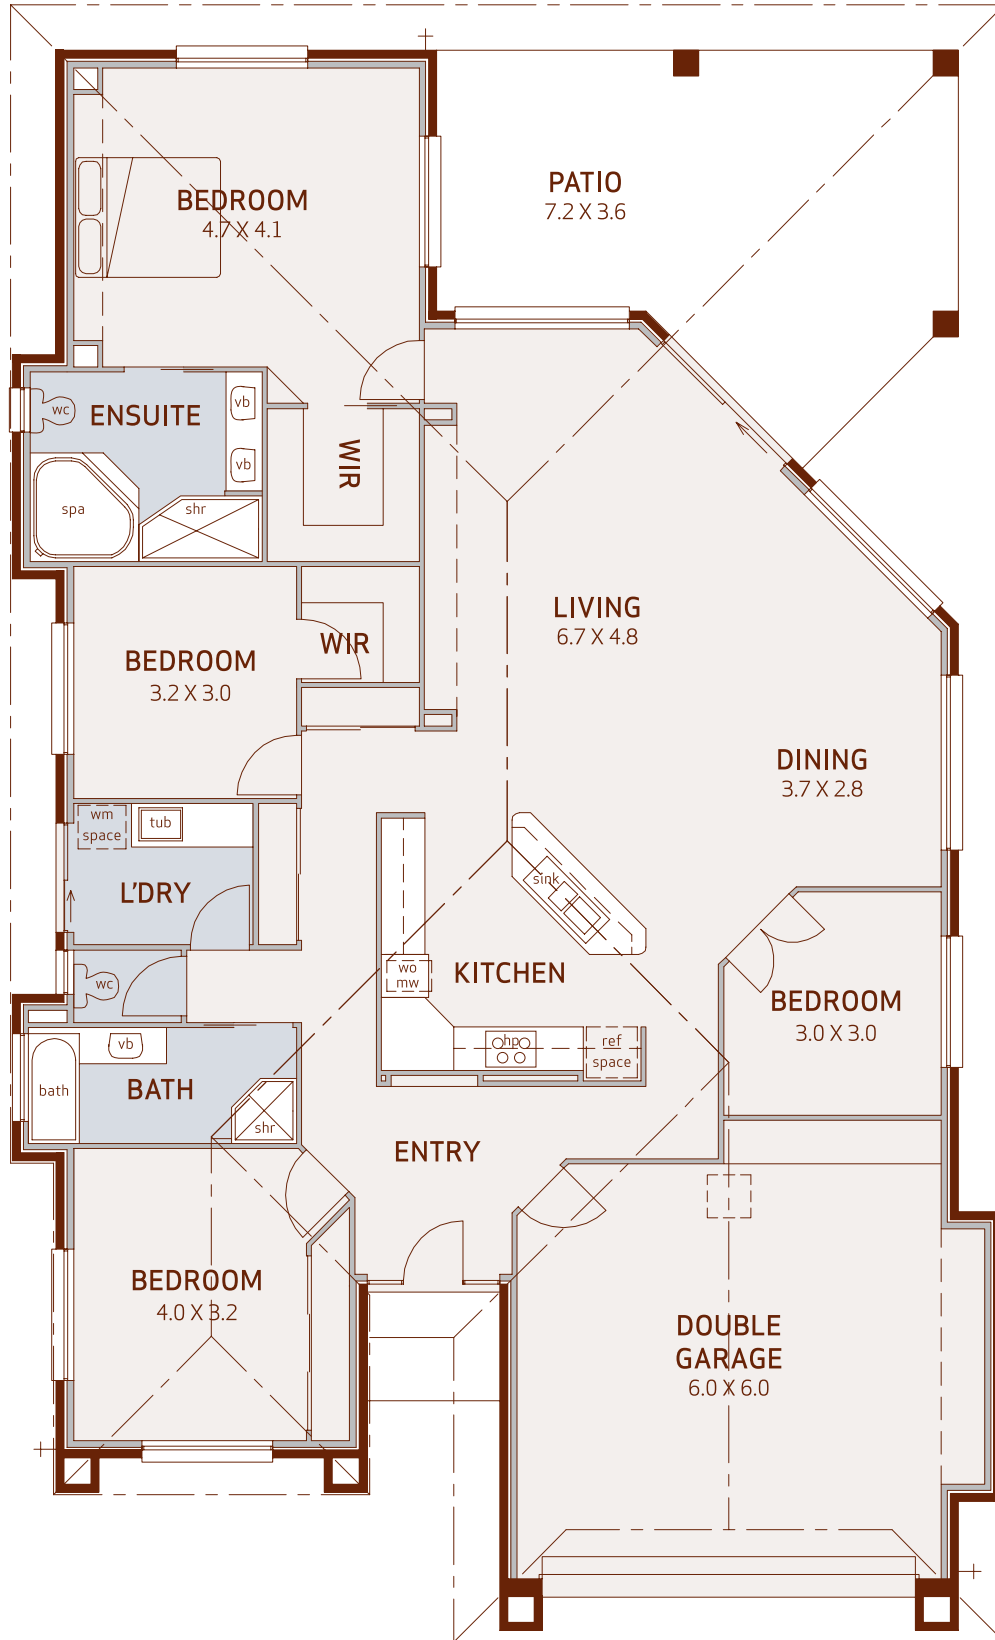 BEDROOM
4.7 X 4.1
PATIO
7.2 X 3.6
wc
ENSUITE
vb
vb
spa
shr
WIR
LIVING
6.7 X 4.8
BEDROOM
3.2 X 3.0
WIR
DINING
3.7 X 2.8
wm
space
tub
L'DRY
sink
wc
wo
mw
KITCHEN
BEDROOM
3.0 X 3.0
hp
ref
space
vb
bath
BATH
shr
ENTRY
BEDROOM
4.0 X 3.2
DOUBLE
GARAGE
6.0 X 6.0